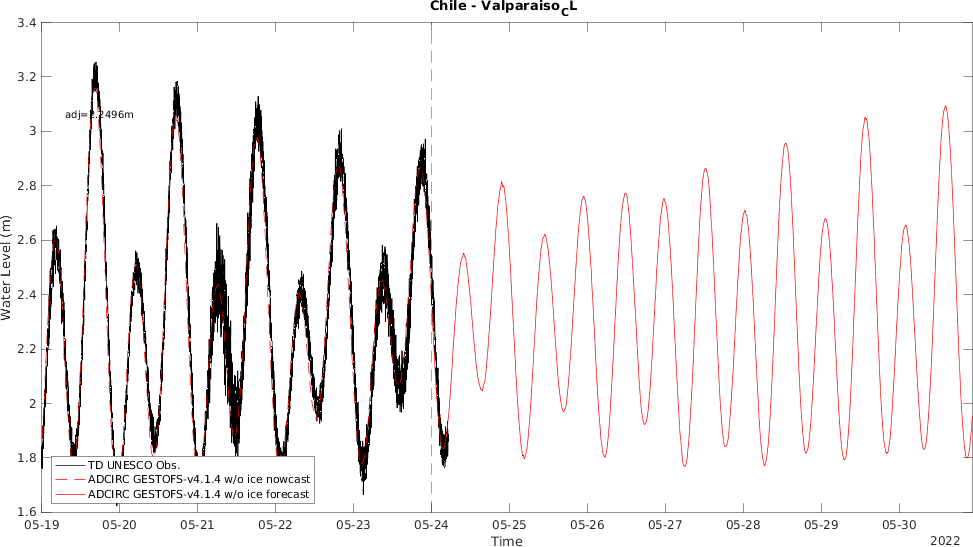 Chile - Valparaiso_CL
3.4
3.2
3
2.8
2.6
2.4
2.2
2
1.8
1.6
Water Level (m)
adj=2.2496m
TD UNESCO Obs.
ADCIRC GESTOFS-v4.1.4 w/o ice nowcast
ADCIRC GESTOFS-v4.1.4 w/o ice forecast
05-19 05-20 05-21 05-22 05-23 05-24 05-25 05-26 05-27 05-28 05-29 05-30
Time
2022